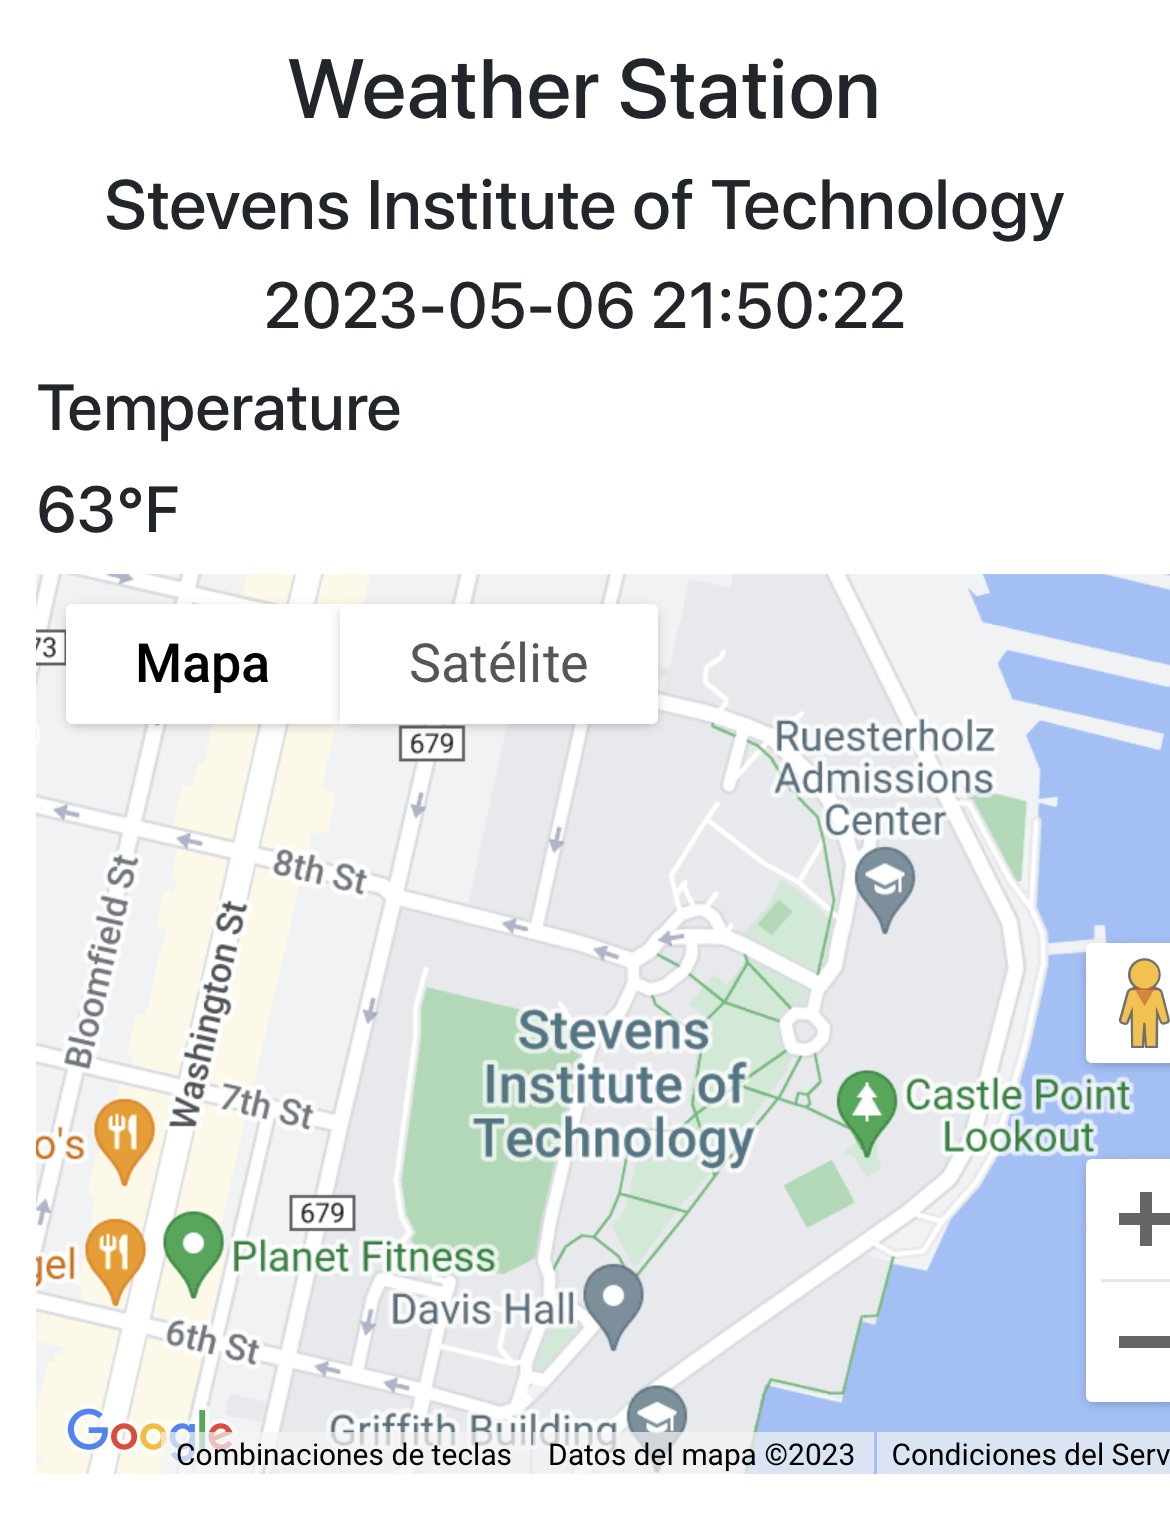 Weather Station
Stevens Institute of Technology
2023-05-06 21:50:22
Temperature
63°F
Mapa
Satélite
73
679
Ruesterholz
Admissions
Center
8th St
Bloomfield St
Washington St
Stevens
Institute of
Technology
7th St
Castle Point
Lookout
o's
679
gel
Planet Fitness
Davis Hall
6th St
Griffith Building
Google
Combinaciones de teclas
Datos del mapa ©2023
Condiciones del Serv